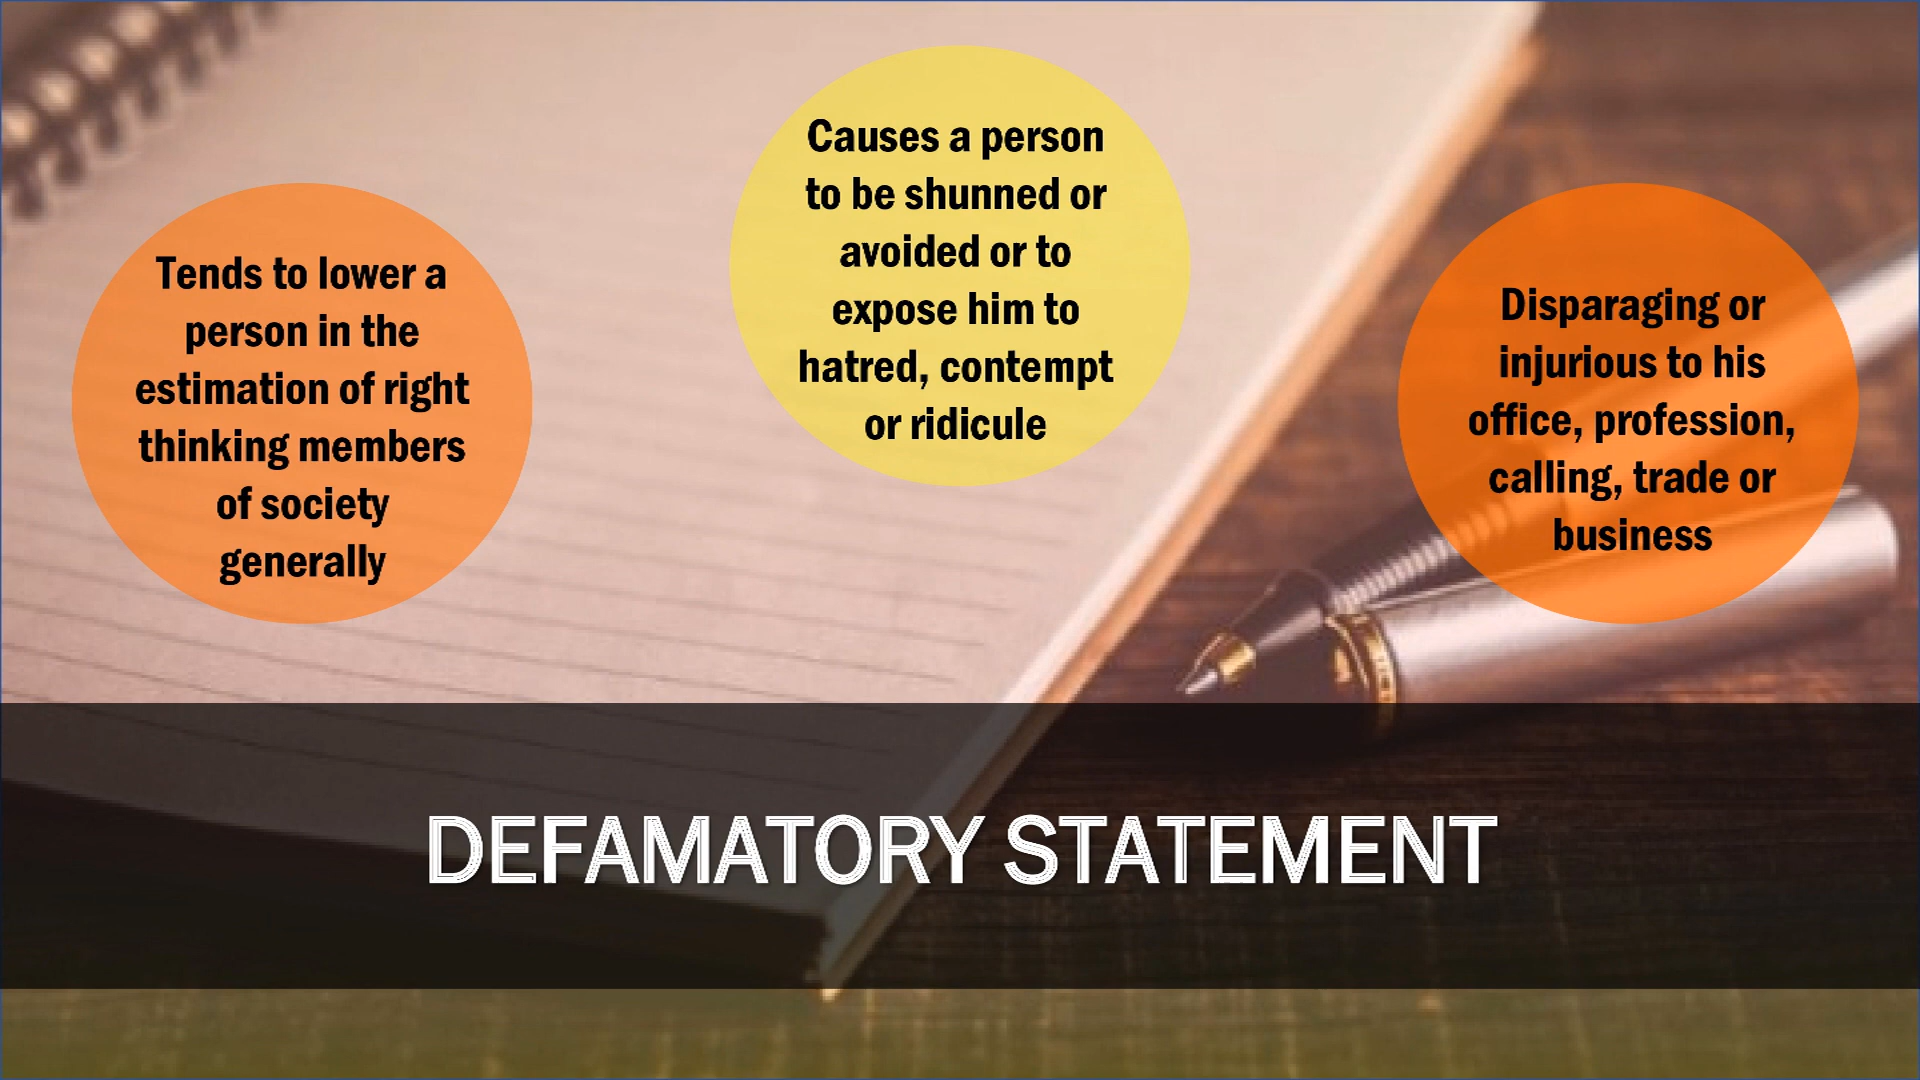 Tends to lower a
person in the
estimation of right
thinking members
of society
generally
Causes a person
to be shunned or
avoided or to
expose him to
hatred, contempt
or ridicule
Disparaging or
injurious to his
office, profession,
calling, trade or
business
DEFAMATORY STATEMENT